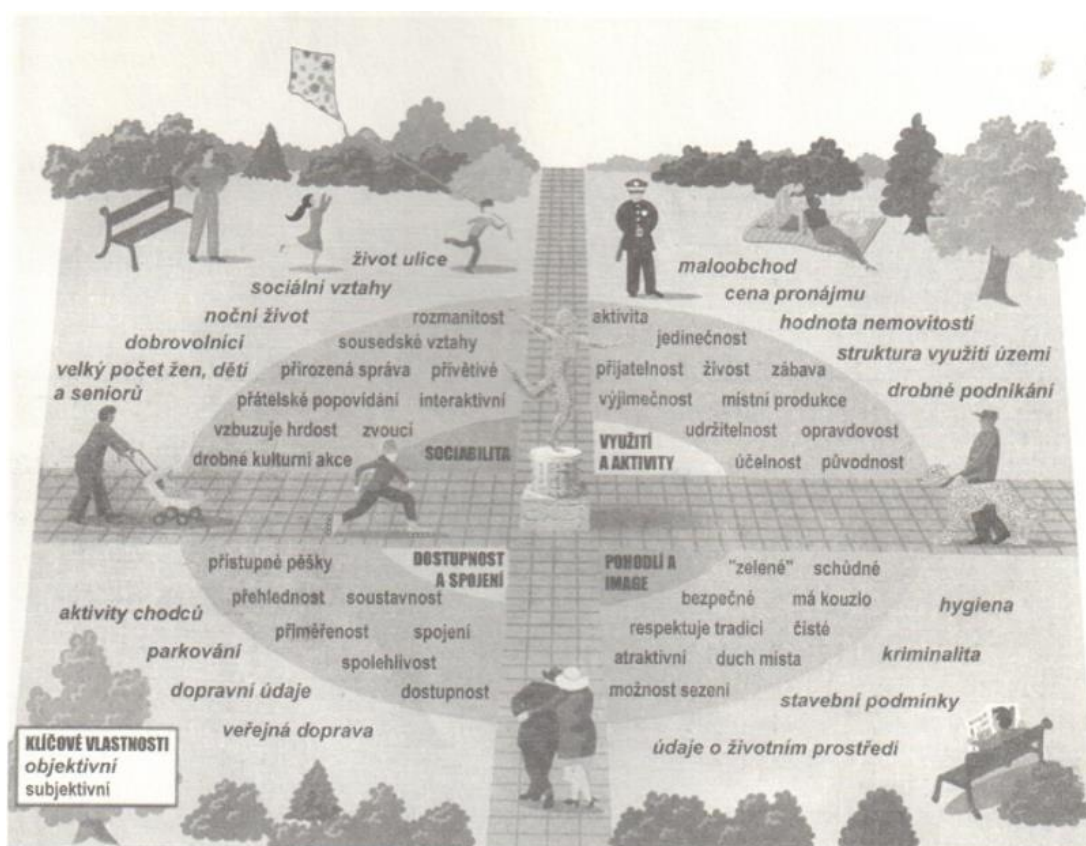 život ulice
sociální vztahy
noční život
dobrovolníci
velký počet žen, dětí
a seniorů
rozmanitost
sousedské vztahy
přirozená správa přívětivé
přátelské popovídání interaktivní
vzbuzuje hrdost zvoucí
drobné kulturní akce
SOCIABILITA
maloobchod
cena pronájmu
hodnota nemovitostí
struktura využití území
drobné podnikání
aktivita
jedinečnost
přijatelnost živost zábava
výjimečnost místní produkce
udržitelnost opravdovost
účelnost původnost
VYUŽITÍ
A AKTIVITY
DOSTUPNOST
A SPOJENÍ
přístupné pěšky
přehlednost soustavnost
přiměřenost spojení
spolehlivost
dostupnost
aktivity chodců
parkování
dopravní údaje
veřejná doprava
POHODLÍ A
IMAGE
"zelené" schůdné
bezpečné má kouzlo
respektuje tradici čisté
atraktivní duch místa
možnost sezení
hygiena
kriminalita
stavební podmínky
údaje o životním prostředí
KLÍČOVÉ VLASTNOSTI
objektivní
subjektivní